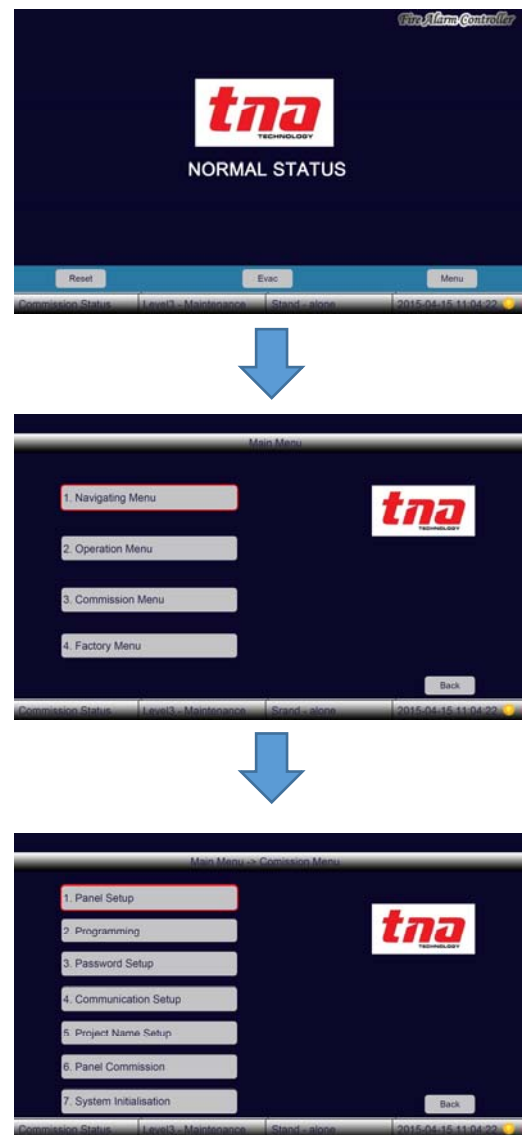 Fire Alarm Controller
tna
TECHNOLOGY
NORMAL STATUS
Reset Evac Menu
Commission Status Level3 - Maintenance Stand - alone 2015-04-15 11:04:22
Main Menu
1. Navigating Menu
tna
TECHNOLOGY
2. Operation Menu
3. Commission Menu
4. Factory Menu
Back
Commission Status Level3 - Maintenance Srand - alone 2015-04-15 11:04:22
Main Menu -> Comission Menu
1. Panel Setup
tna
TECHNOLOGY
2. Programming
3. Password Setup
4. Communication Setup
5. Project Name Setup
6. Panel Commission
7. System Initialisation
Back
Commission Status Level3 - Maintenance Stand - alone 2015-04-15 11:04:22